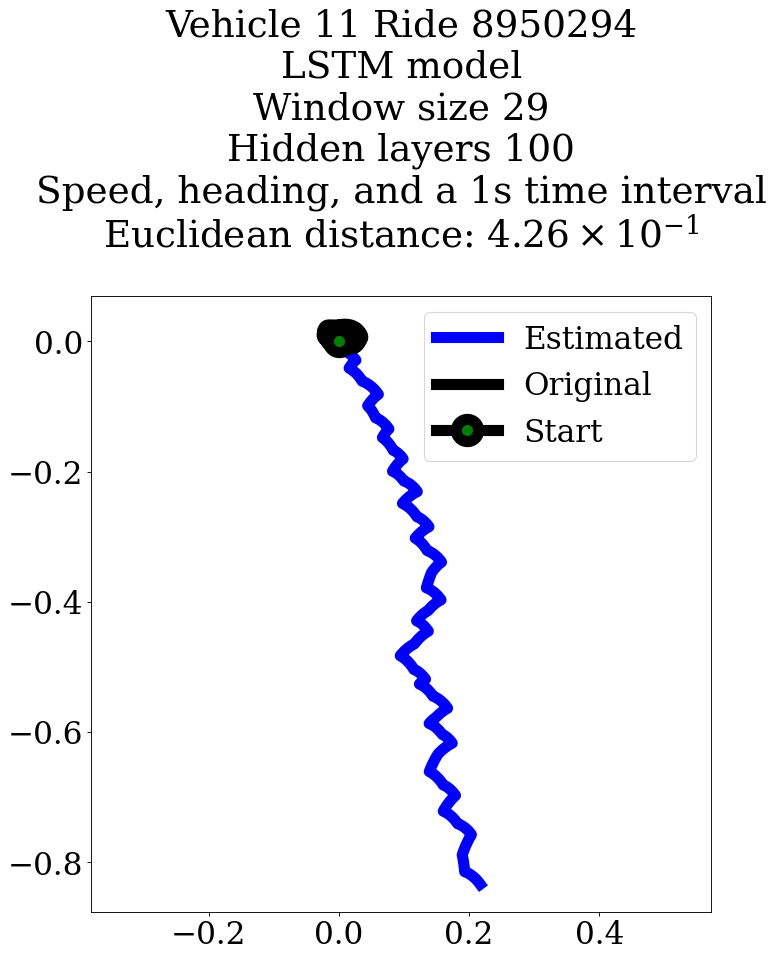 Vehicle 11 Ride 8950294
LSTM model
Window size 29
Hidden layers 100
Speed, heading, and a 1s time interval
Euclidean distance: 4.26 × 10⁻¹
Estimated
Original
Start
0.0
−0.2
−0.4
−0.6
−0.8
−0.2 0.0 0.2 0.4